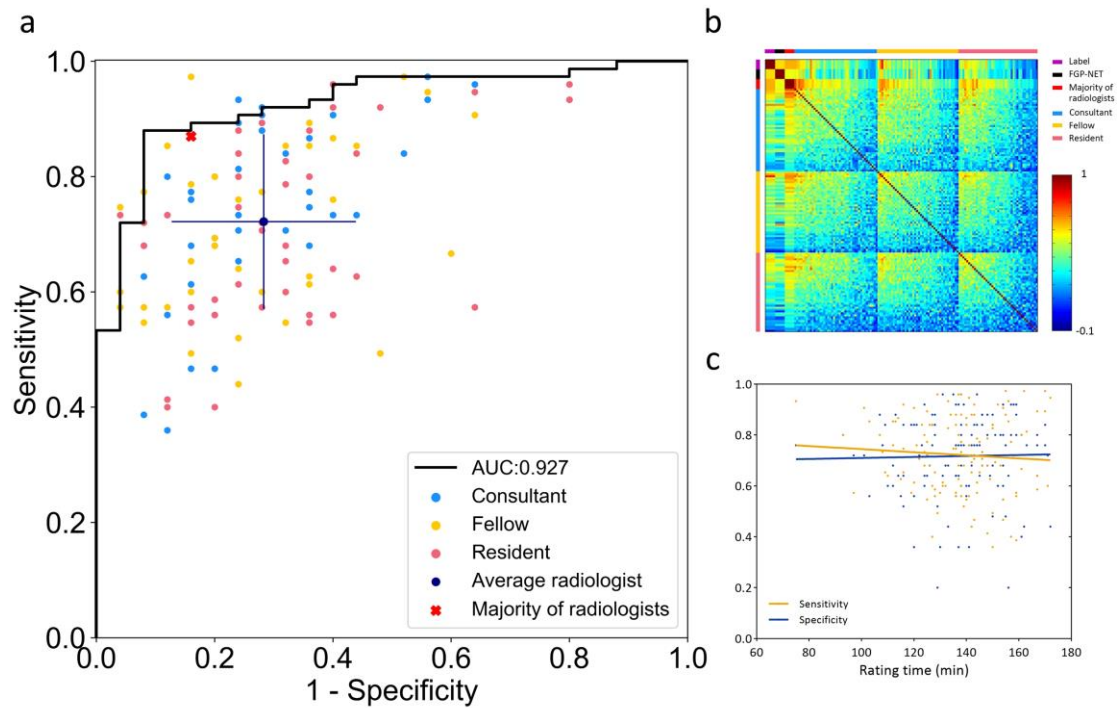 a
Sensitivity
1.0
0.8
0.6
0.4
0.2
0.0
0.0 0.2 0.4 0.6 0.8 1.0
1 - Specificity
AUC:0.927
Consultant
Fellow
Resident
Average radiologist
Majority of radiologists
b
Label
FGP-NET
Majority of
radiologists
Consultant
Fellow
Resident
1
-0.1
c
1.0
0.8
0.6
0.4
0.2
0.0
Sensitivity
Specificity
60 80 100 120 140 160 180
Rating time (min)